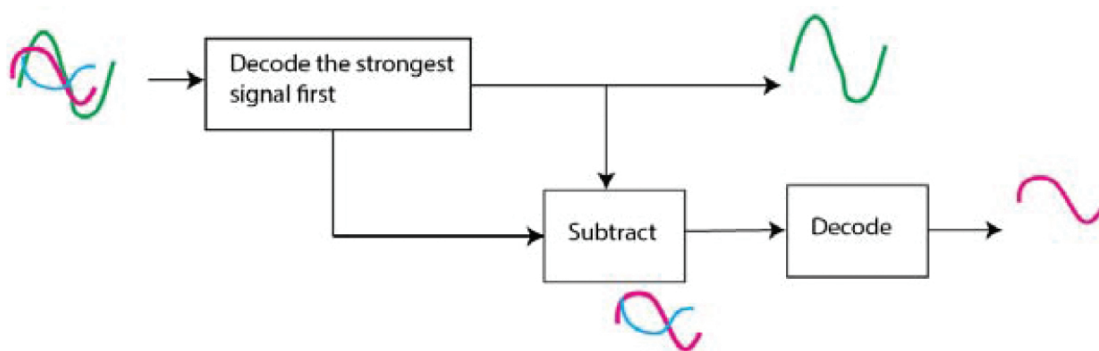 Decode the strongest
signal first
Subtract
Decode